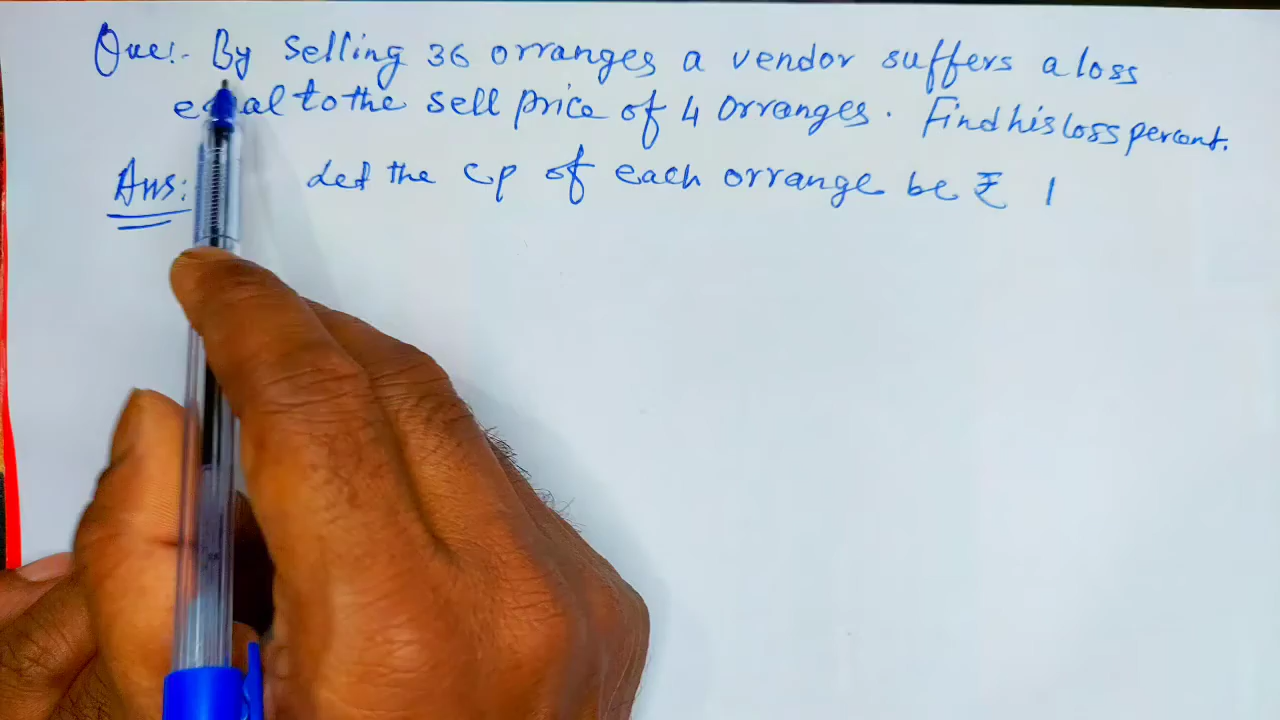 Que:- By selling 36 orranges a vendor suffers a loss
equal to the sell price of 4 orranges. Find his loss percent.
Ans: Let the CP of each orrange be ₹ 1